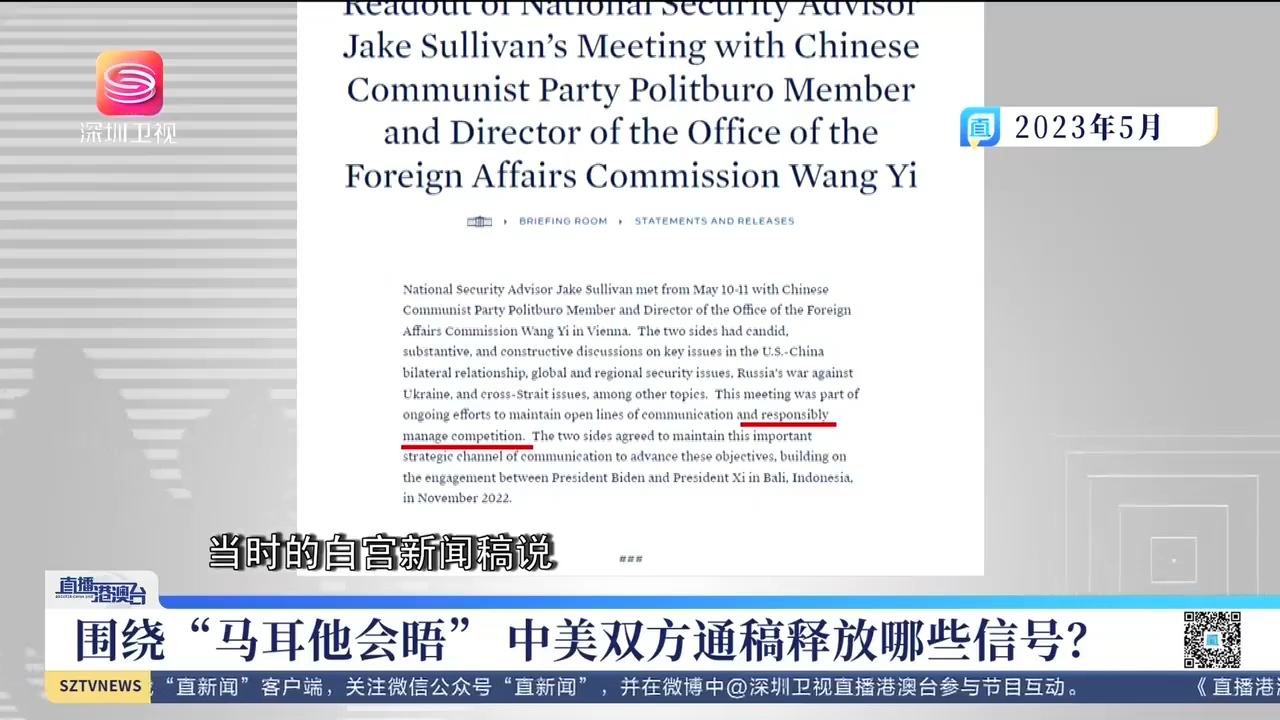 Readout of National Security Advisor
Jake Sullivan's Meeting with Chinese
Communist Party Politburo Member
and Director of the Office of the
Foreign Affairs Commission Wang Yi
深圳卫视
直 2023年5月
BRIEFING ROOM
STATEMENTS AND RELEASES
National Security Advisor Jake Sullivan met from May 10-11 with Chinese
Communist Party Politburo Member and Director of the Office of the Foreign
Affairs Commission Wang Yi in Vienna. The two sides had candid,
substantive, and constructive discussions on key issues in the U.S.-China
bilateral relationship, global and regional security issues, Russia's war against
Ukraine, and cross-Strait issues, among other topics. This meeting was part of
ongoing efforts to maintain open lines of communication and responsibly
manage competition. The two sides agreed to maintain this important
strategic channel of communication to advance these objectives, building on
the engagement between President Biden and President Xi in Bali, Indonesia,
in November 2022.
###
当时的白宫新闻稿说
直播
港澳台
围绕“马耳他会晤” 中美双方通稿释放哪些信号？
SZTVNEWS
“直新闻”客户端，关注微信公众号“直新闻”，并在微博中@深圳卫视直播港澳台参与节目互动。
《直播港